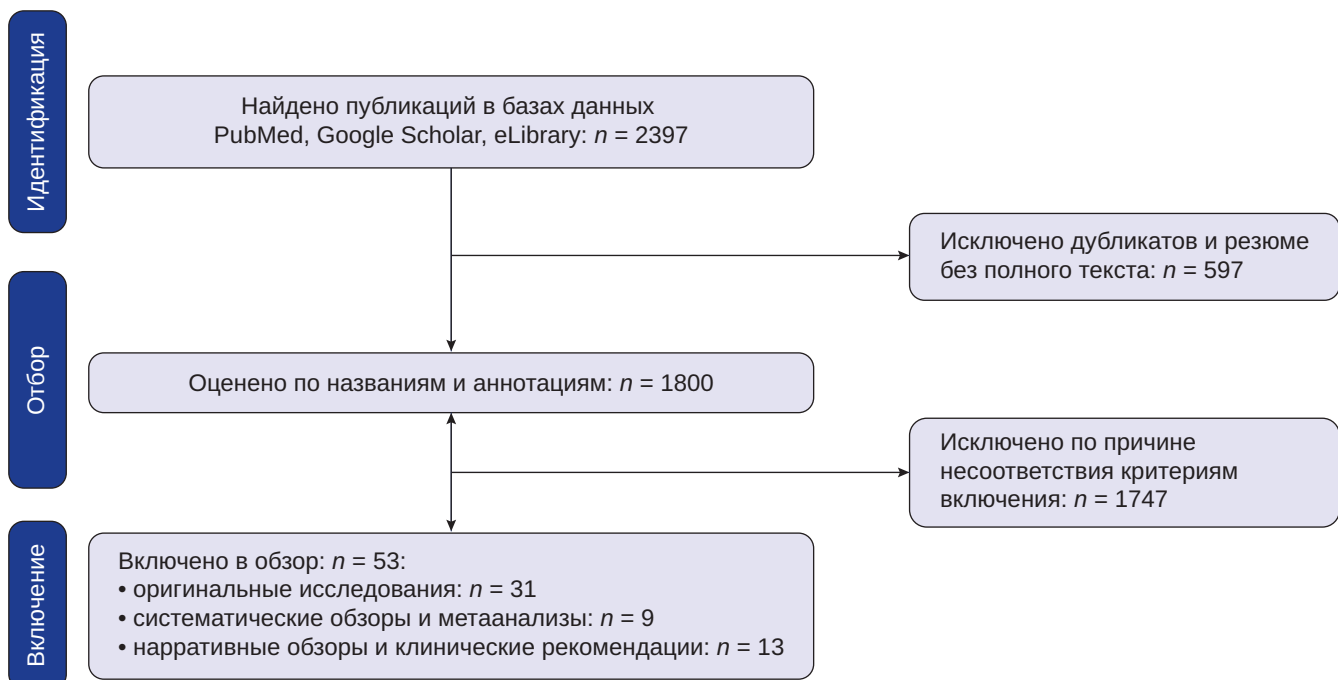 Идентификация
Найдено публикаций в базах данных
PubMed, Google Scholar, eLibrary: n = 2397
Исключено дубликатов и резюме
без полного текста: n = 597
Отбор
Оценено по названиям и аннотациям: n = 1800
Исключено по причине
несоответствия критериям
включения: n = 1747
Включение
Включено в обзор: n = 53:
• оригинальные исследования: n = 31
• систематические обзоры и метаанализы: n = 9
• нарративные обзоры и клинические рекомендации: n = 13